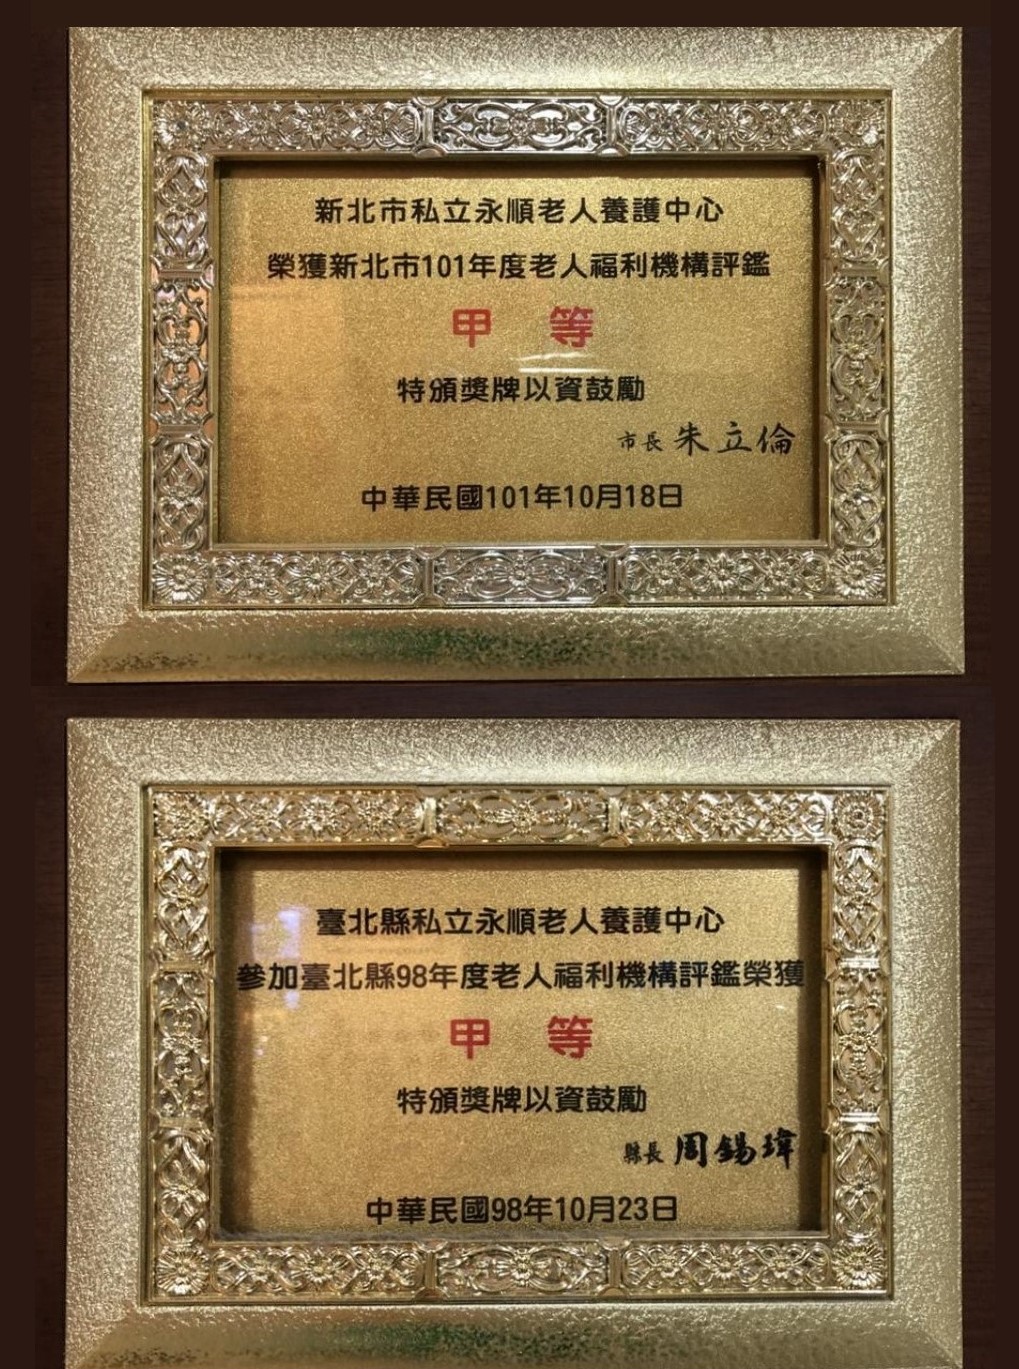 新北市私立永順老人養護中心
榮獲新北市101年度老人福利機構評鑑
甲 等
特頒獎牌以資鼓勵
市長 朱立倫
中華民國101年10月18日
臺北縣私立永順老人養護中心
參加臺北縣98年度老人福利機構評鑑榮獲
甲 等
特頒獎牌以資鼓勵
縣長 周錫瑋
中華民國98年10月23日